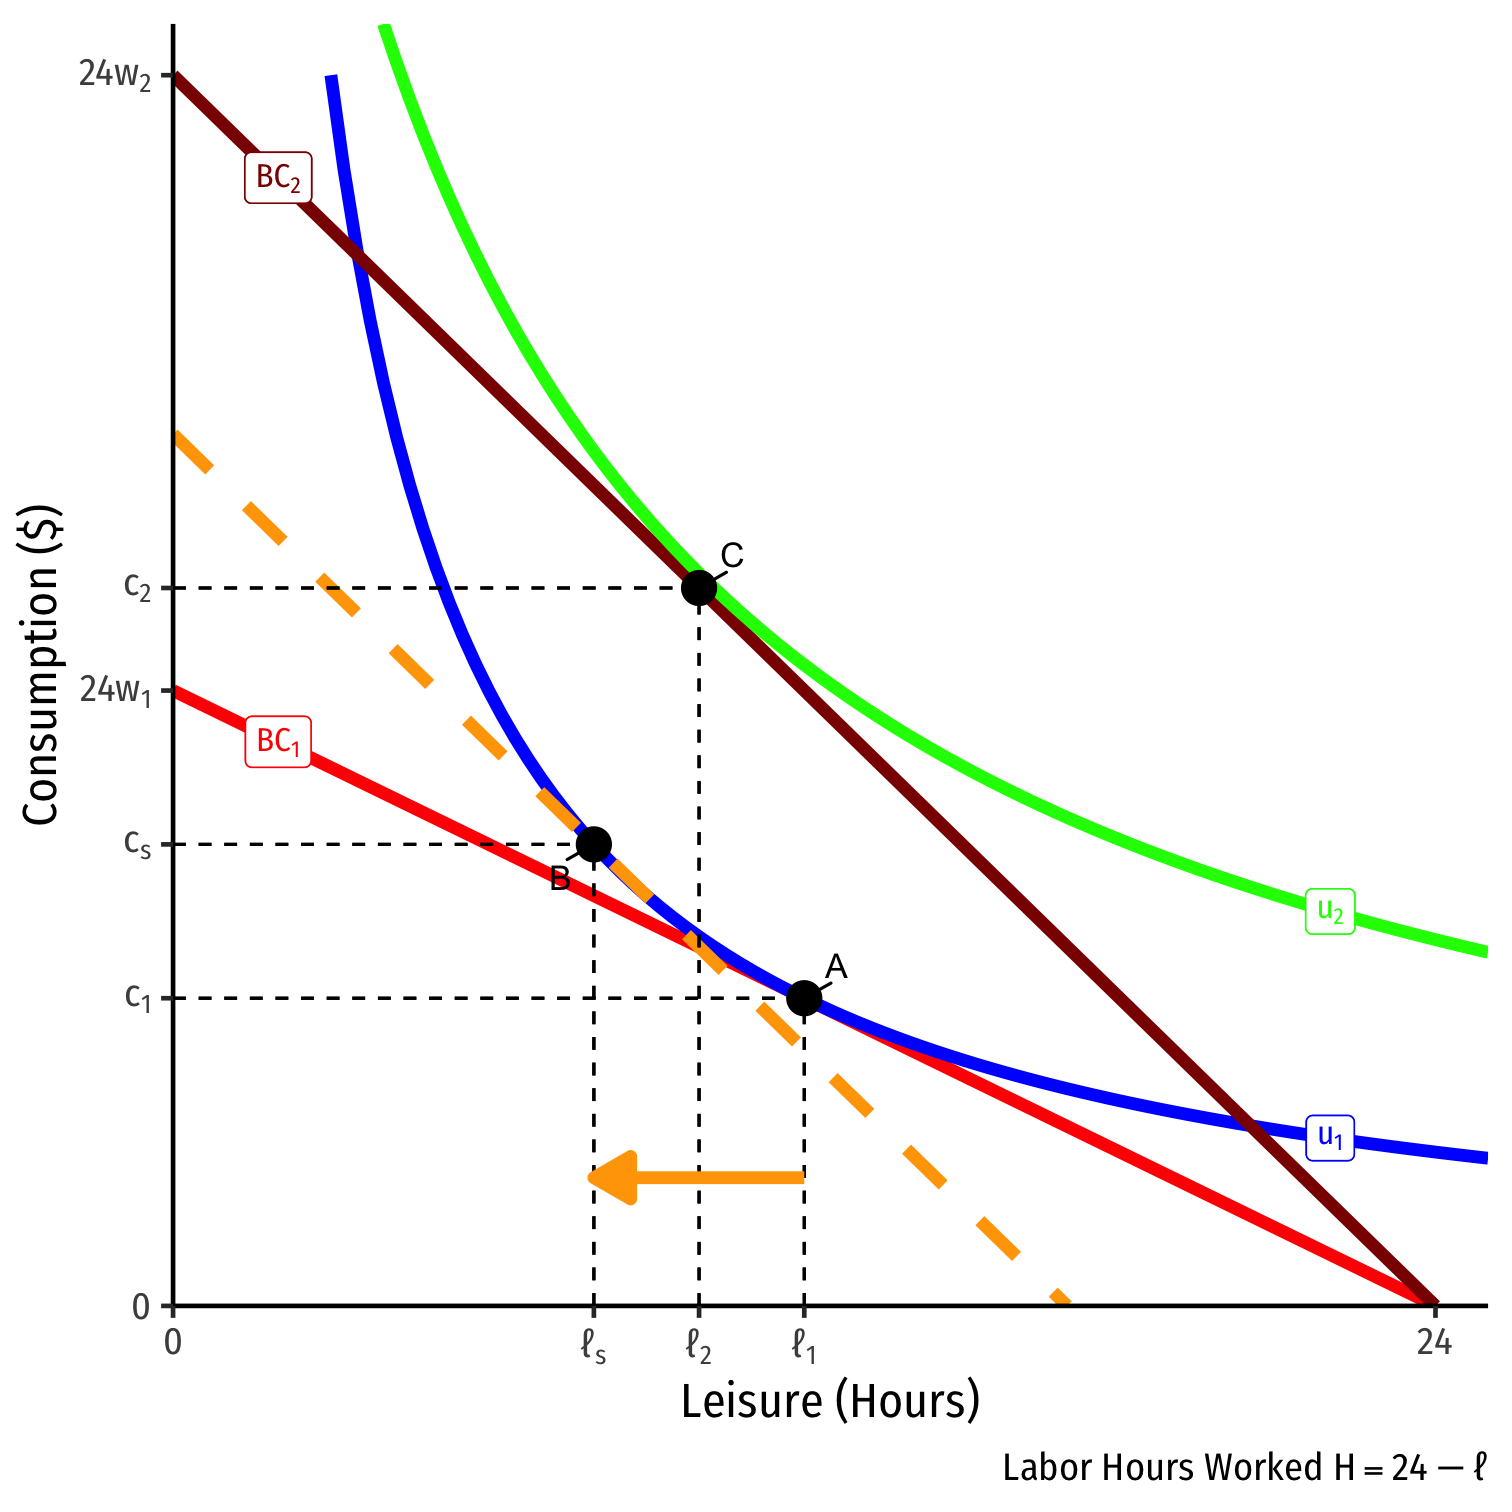 24w₂
BC₂
C
c₂
24w₁
BC₁
Consumption ($)
cₛ
B
u₂
A
c₁
u₁
0
0
ℓₛ
ℓ₂
ℓ₁
24
Leisure (Hours)
Labor Hours Worked H = 24 − ℓ